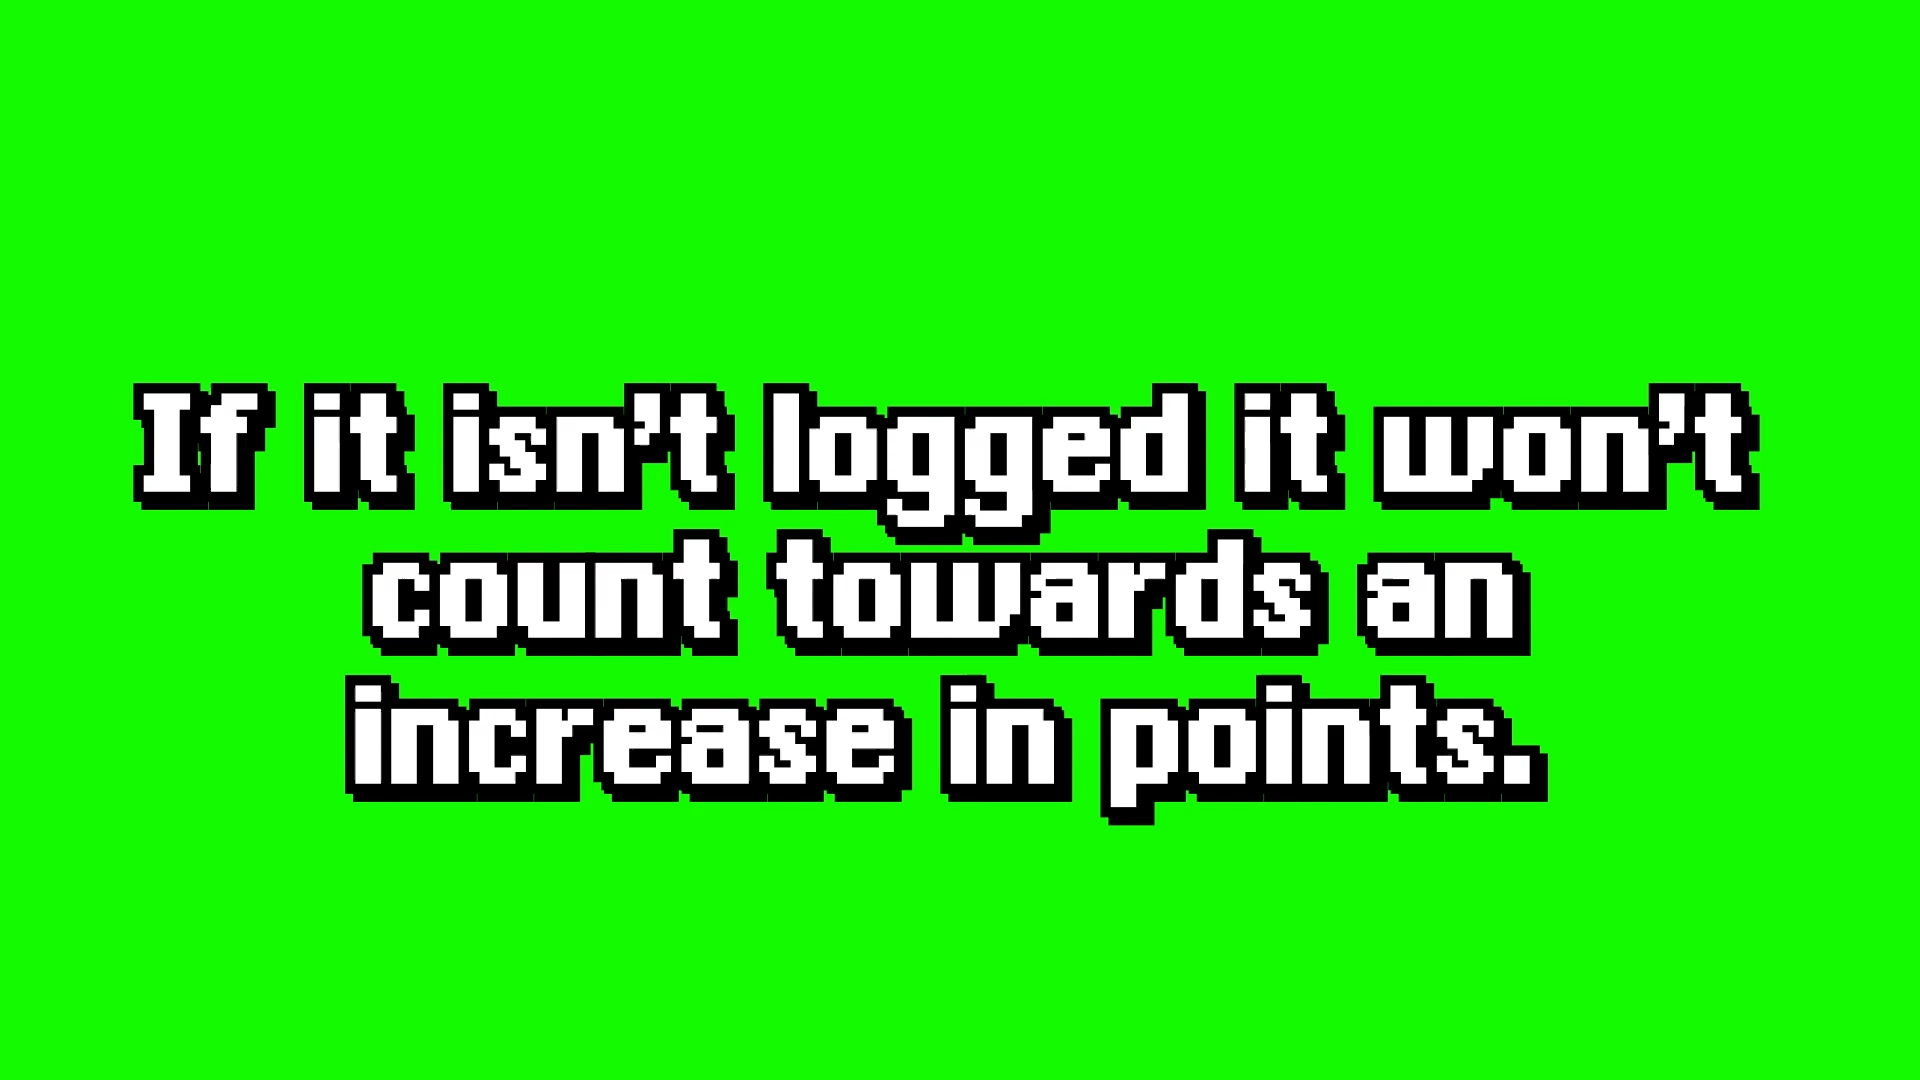 If it isn't logged it won't
count towards an
increase in points.